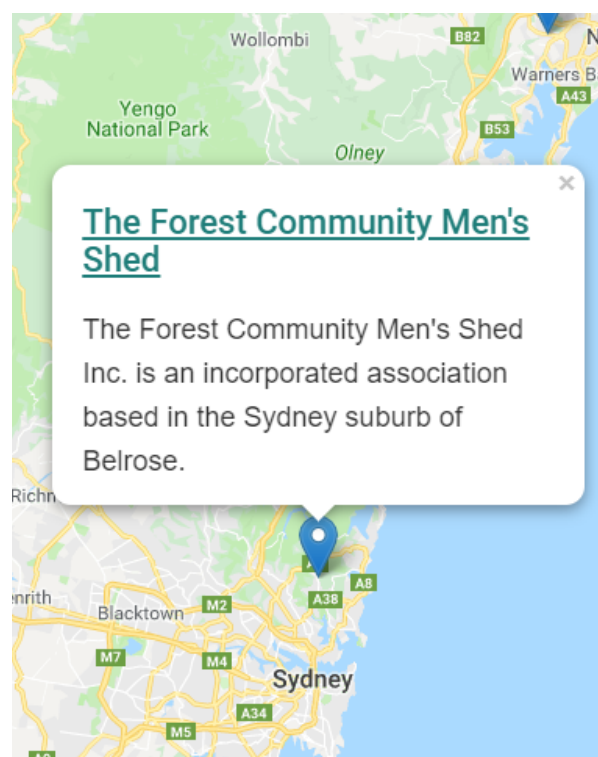 Wollombi
B82
N
Warners B
A43
Yengo
National Park
B53
Olney
×
The Forest Community Men's
Shed
The Forest Community Men's Shed
Inc. is an incorporated association
based in the Sydney suburb of
Belrose.
Richm
A8
A38
enrith
Blacktown
M2
M7
M4
Sydney
A34
M5